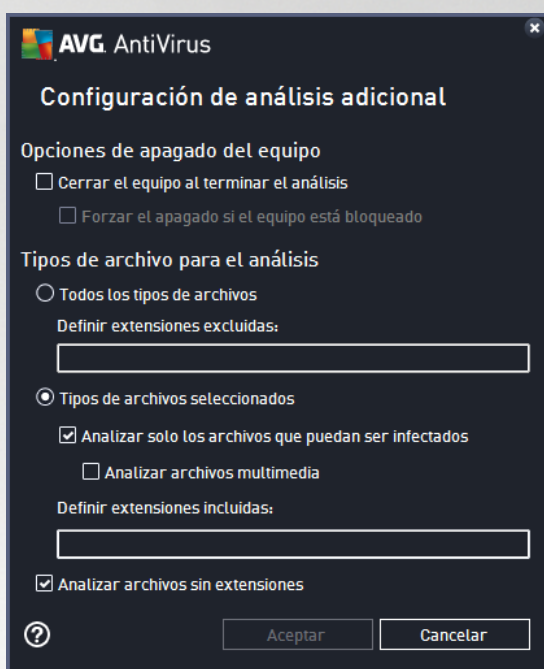 AVG AntiVirus
Configuración de análisis adicional
Opciones de apagado del equipo
Cerrar el equipo al terminar el análisis
Forzar el apagado si el equipo está bloqueado
Tipos de archivo para el análisis
Todos los tipos de archivos
Definir extensiones excluidas:
Tipos de archivos seleccionados
Analizar solo los archivos que puedan ser infectados
Analizar archivos multimedia
Definir extensiones incluidas:
Analizar archivos sin extensiones
?
Aceptar
Cancelar